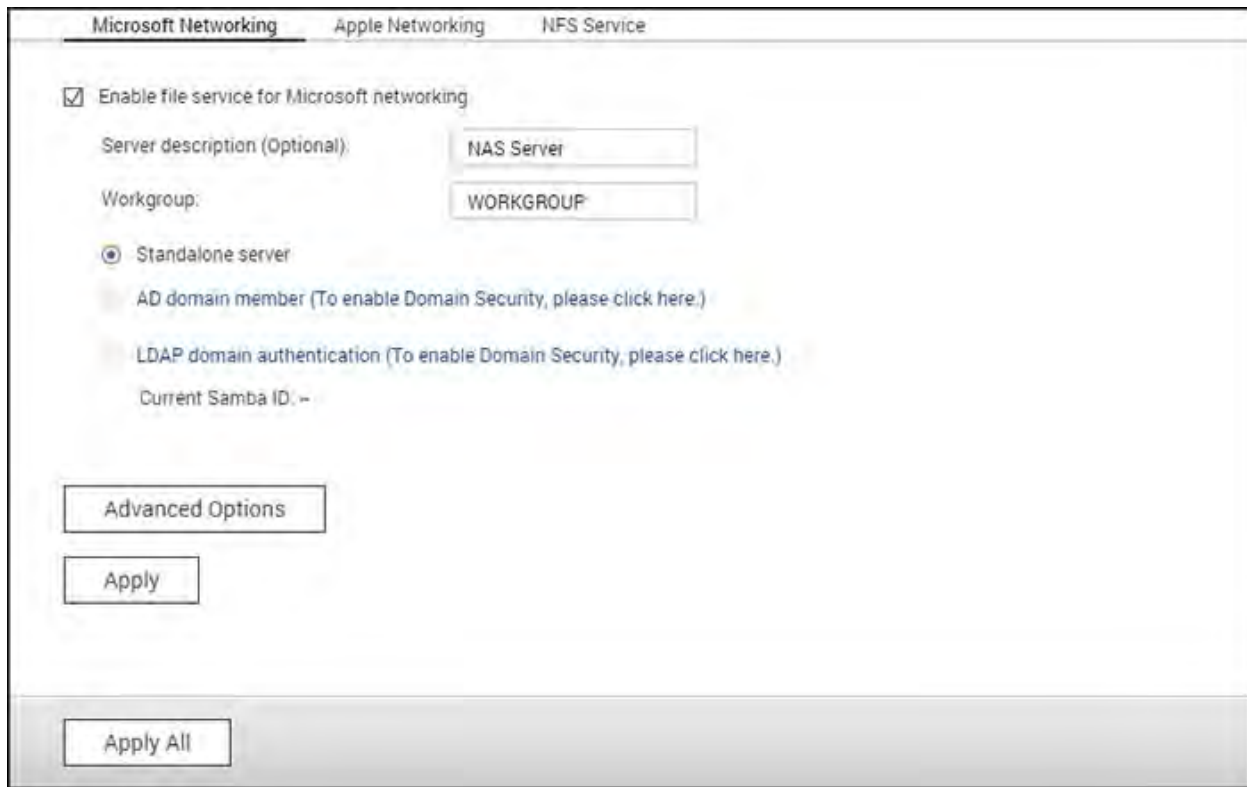 Microsoft Networking Apple Networking NFS Service
Enable file service for Microsoft networking
Server description (Optional): NAS Server
Workgroup: WORKGROUP
Standalone server
AD domain member (To enable Domain Security, please click here.)
LDAP domain authentication (To enable Domain Security, please click here.)
Current Samba ID: --
Advanced Options
Apply
Apply All